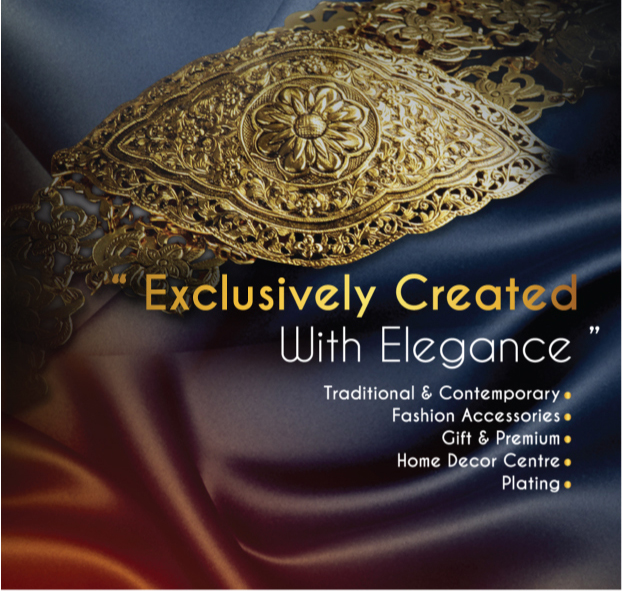 “ Exclusively Created
With Elegance ”
Traditional & Contemporary
Fashion Accessories
Gift & Premium
Home Decor Centre
Plating